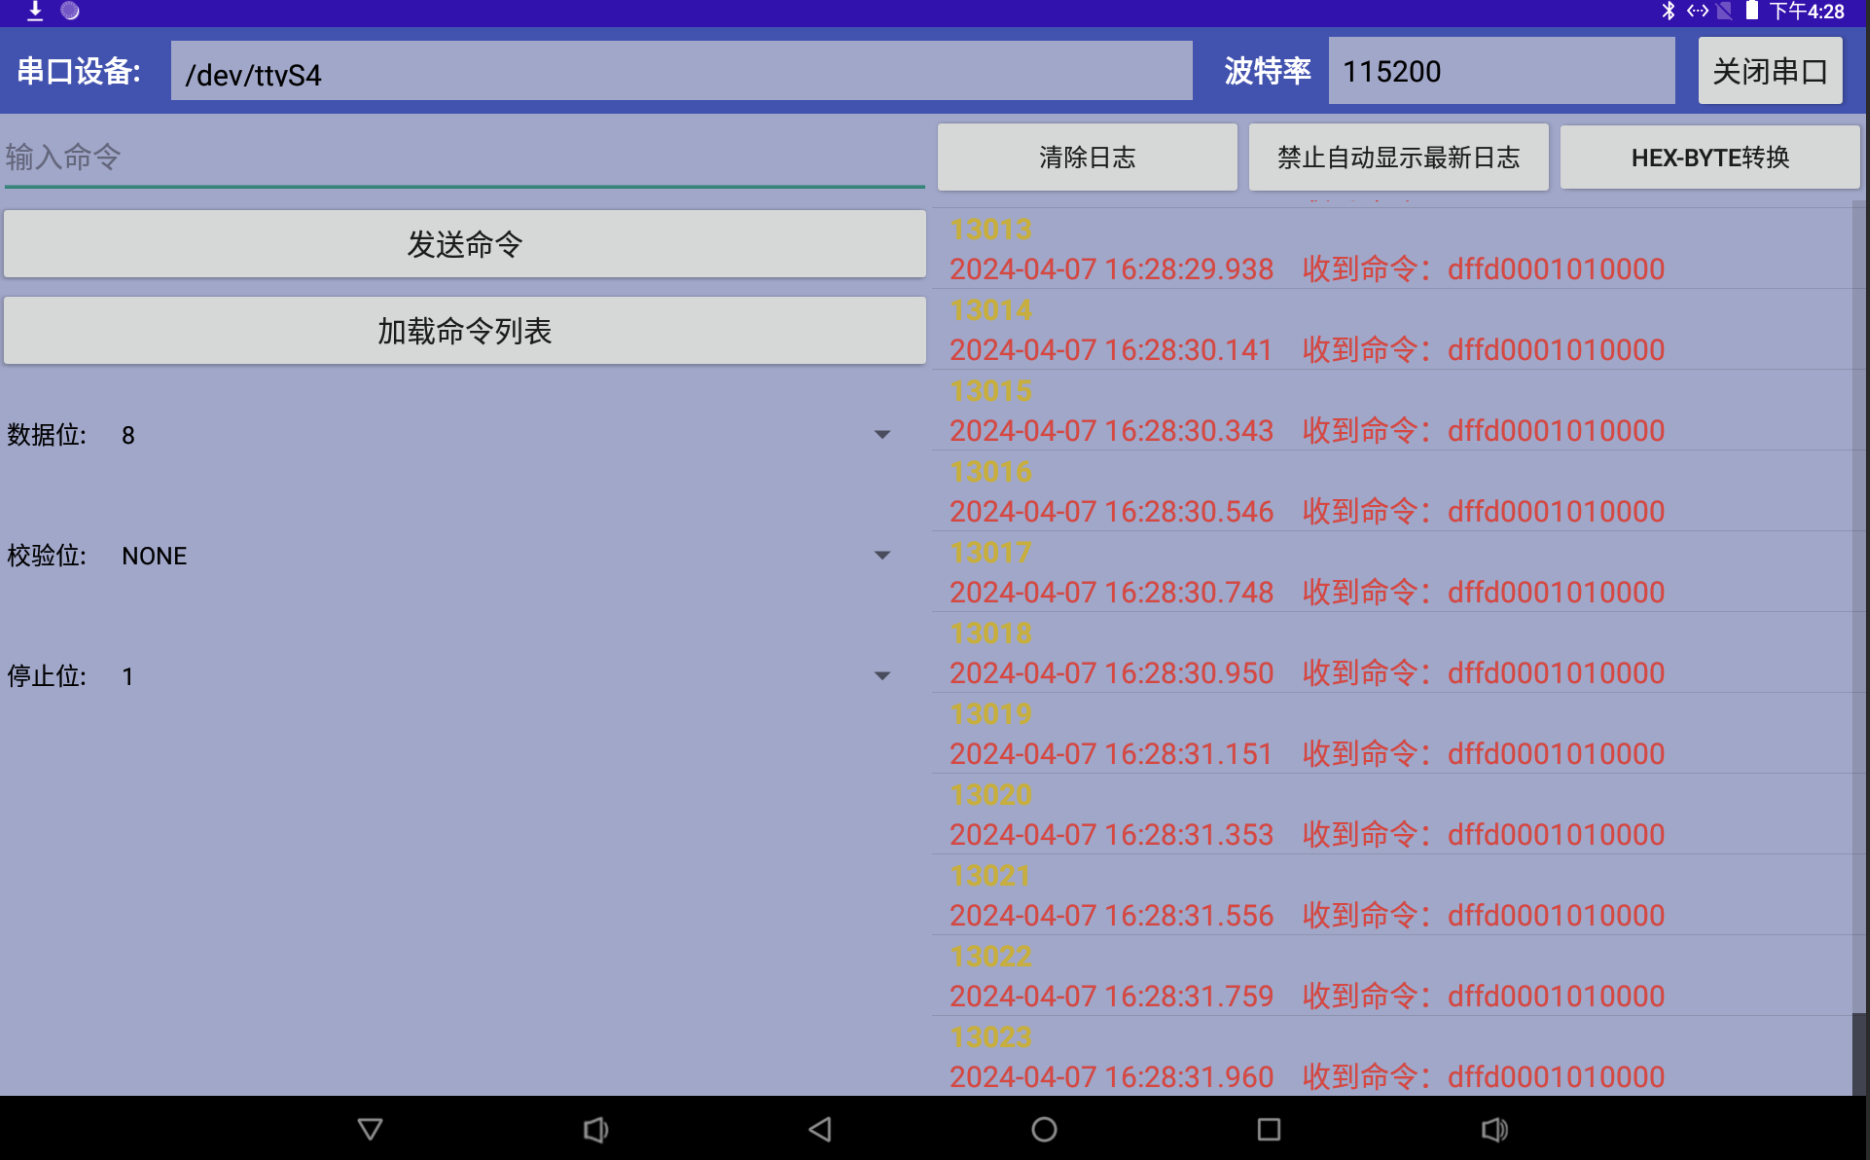 下午4:28
串口设备: /dev/ttyS4 波特率 115200 关闭串口
输入命令
清除日志 禁止自动显示最新日志 HEX-BYTE转换
发送命令
加载命令列表
数据位: 8
校验位: NONE
停止位: 1
13013
2024-04-07 16:28:29.938 收到命令：dffd0001010000
13014
2024-04-07 16:28:30.141 收到命令：dffd0001010000
13015
2024-04-07 16:28:30.343 收到命令：dffd0001010000
13016
2024-04-07 16:28:30.546 收到命令：dffd0001010000
13017
2024-04-07 16:28:30.748 收到命令：dffd0001010000
13018
2024-04-07 16:28:30.950 收到命令：dffd0001010000
13019
2024-04-07 16:28:31.151 收到命令：dffd0001010000
13020
2024-04-07 16:28:31.353 收到命令：dffd0001010000
13021
2024-04-07 16:28:31.556 收到命令：dffd0001010000
13022
2024-04-07 16:28:31.759 收到命令：dffd0001010000
13023
2024-04-07 16:28:31.960 收到命令：dffd0001010000